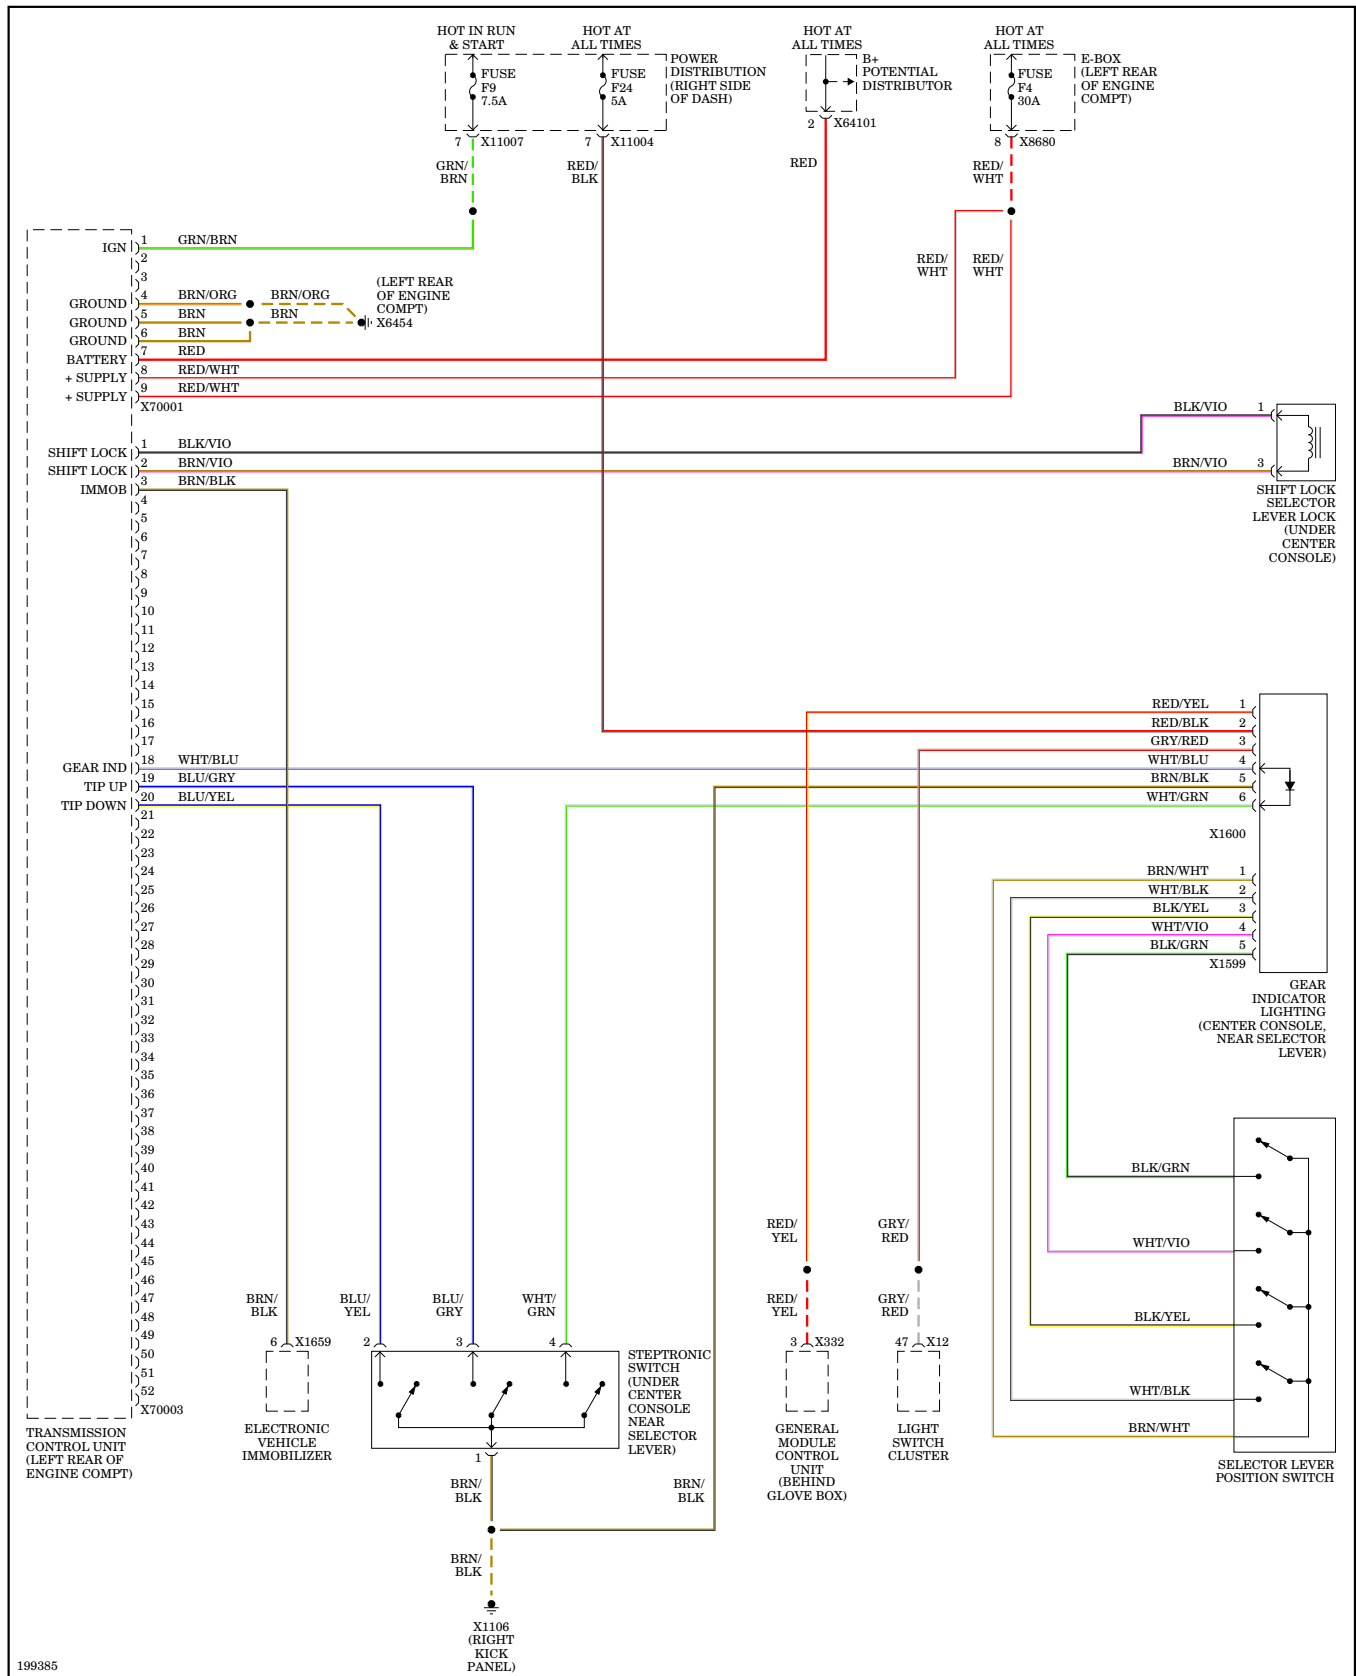 HOT IN RUN
& START
HOT AT
ALL TIMES
HOT AT
ALL TIMES
HOT AT
ALL TIMES
FUSE
F9
7.5A
FUSE
F24
5A
POWER
DISTRIBUTION
(RIGHT SIDE
OF DASH)
B+
POTENTIAL
DISTRIBUTOR
FUSE
F4
30A
E-BOX
(LEFT REAR
OF ENGINE
COMPT)
7 X11007
7 X11004
2 X64101
8 X8680
GRN/
BRN
RED/
BLK
RED
RED/
WHT
RED/
WHT
RED/
WHT
IGN 1 GRN/BRN
2
3
GROUND 4 BRN/ORG BRN/ORG
GROUND 5 BRN BRN
GROUND 6 BRN
BATTERY 7 RED
+ SUPPLY 8 RED/WHT
+ SUPPLY 9 RED/WHT
X70001
(LEFT REAR
OF ENGINE
COMPT)
X6454
SHIFT LOCK 1 BLK/VIO
SHIFT LOCK 2 BRN/VIO
IMMOB 3 BRN/BLK
4
5
6
7
8
9
10
11
12
13
14
15
16
17
GEAR IND 18 WHT/BLU
TIP UP 19 BLU/GRY
TIP DOWN 20 BLU/YEL
21
22
23
24
25
26
27
28
29
30
31
32
33
34
35
36
37
38
39
40
41
42
43
44
45
46
47
48
49
50
51
52
X70003
TRANSMISSION
CONTROL UNIT
(LEFT REAR OF
ENGINE COMPT)
BLK/VIO 1
BRN/VIO 3
SHIFT LOCK
SELECTOR
LEVER LOCK
(UNDER
CENTER
CONSOLE)
RED/YEL 1
RED/BLK 2
GRY/RED 3
WHT/BLU 4
BRN/BLK 5
WHT/GRN 6
X1600
BRN/WHT 1
WHT/BLK 2
BLK/YEL 3
WHT/VIO 4
BLK/GRN 5
X1599
GEAR
INDICATOR
LIGHTING
(CENTER CONSOLE,
NEAR SELECTOR
LEVER)
BLK/GRN
WHT/VIO
BLK/YEL
WHT/BLK
BRN/WHT
SELECTOR LEVER
POSITION SWITCH
BRN/
BLK
6 X1659
ELECTRONIC
VEHICLE
IMMOBILIZER
BLU/
YEL
2
BLU/
GRY
3
WHT/
GRN
4
STEPTRONIC
SWITCH
(UNDER
CENTER
CONSOLE
NEAR
SELECTOR
LEVER)
1
BRN/
BLK
BRN/
BLK
BRN/
BLK
X1106
(RIGHT
KICK
PANEL)
RED/
YEL
RED/
YEL
3 X332
GENERAL
MODULE
CONTROL
UNIT
(BEHIND
GLOVE BOX)
GRY/
RED
GRY/
RED
47 X12
LIGHT
SWITCH
CLUSTER
199385